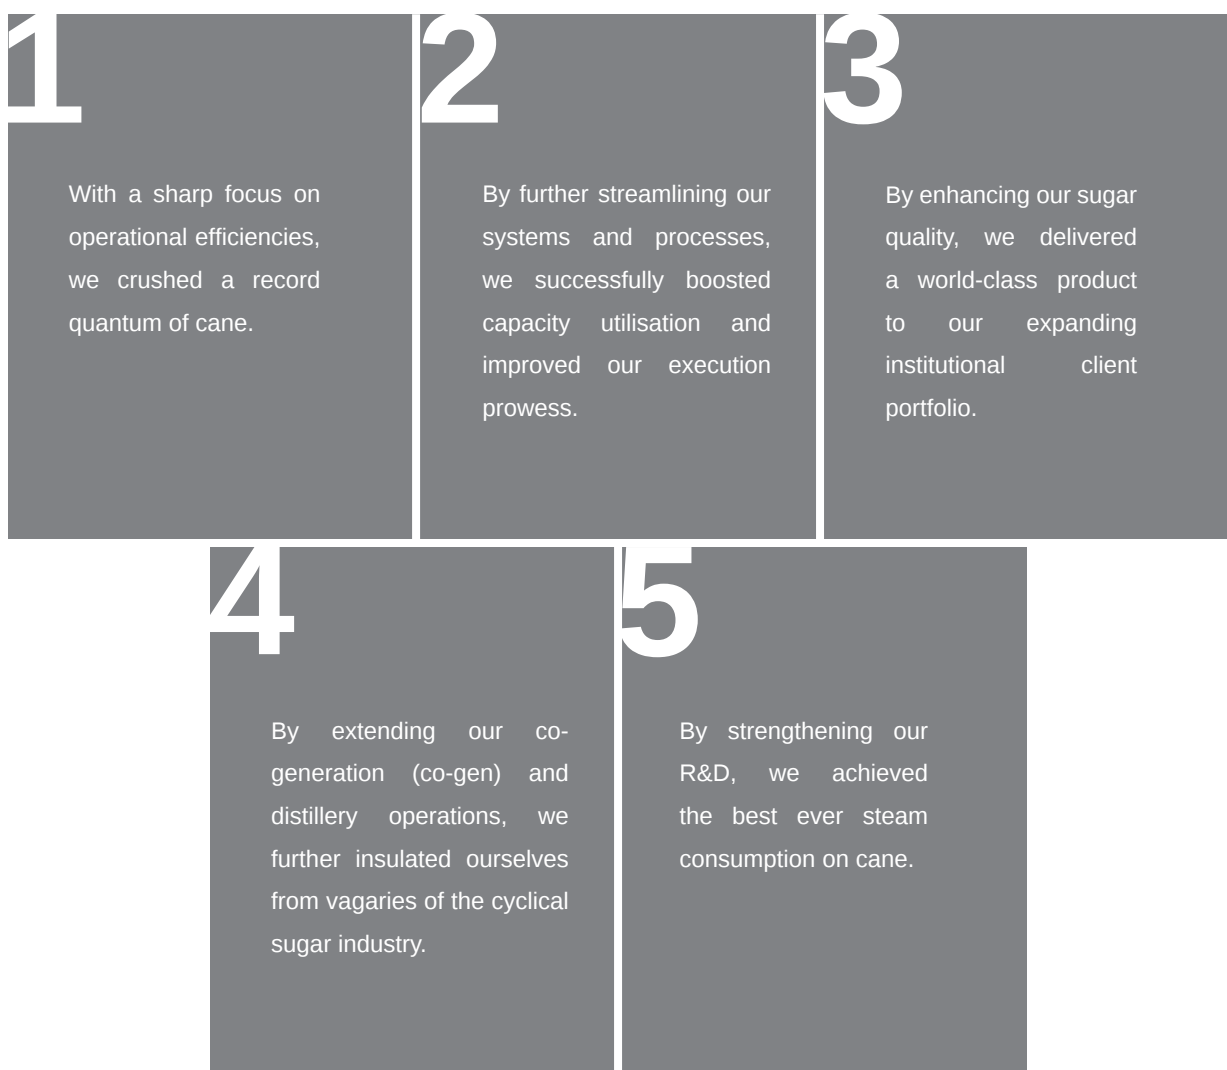 1
With a sharp focus on
operational efficiencies,
we crushed a record
quantum of cane.
2
By further streamlining our
systems and processes,
we successfully boosted
capacity utilisation and
improved our execution
prowess.
3
By enhancing our sugar
quality, we delivered
a world-class product
to our expanding
institutional client
portfolio.
4
By extending our co-
generation (co-gen) and
distillery operations, we
further insulated ourselves
from vagaries of the cyclical
sugar industry.
5
By strengthening our
R&D, we achieved
the best ever steam
consumption on cane.